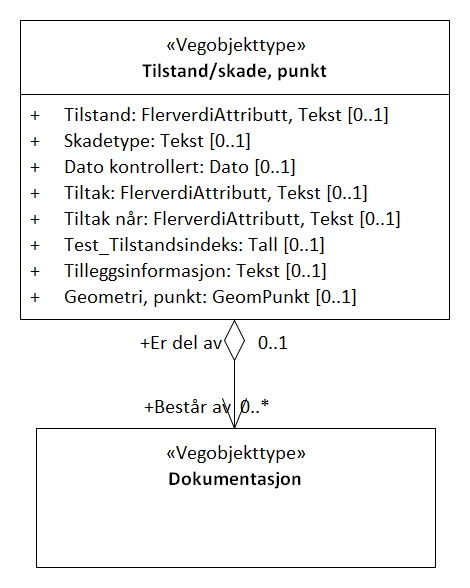 «Vegobjekttype»
Tilstand/skade, punkt
+ Tilstand: FlerverdiAttributt, Tekst [0..1]
+ Skadetype: Tekst [0..1]
+ Dato kontrollert: Dato [0..1]
+ Tiltak: FlerverdiAttributt, Tekst [0..1]
+ Tiltak når: FlerverdiAttributt, Tekst [0..1]
+ Test_Tilstandsindeks: Tall [0..1]
+ Tilleggsinformasjon: Tekst [0..1]
+ Geometri, punkt: GeomPunkt [0..1]
+Er del av 0..1
+Består av 0..*
«Vegobjekttype»
Dokumentasjon